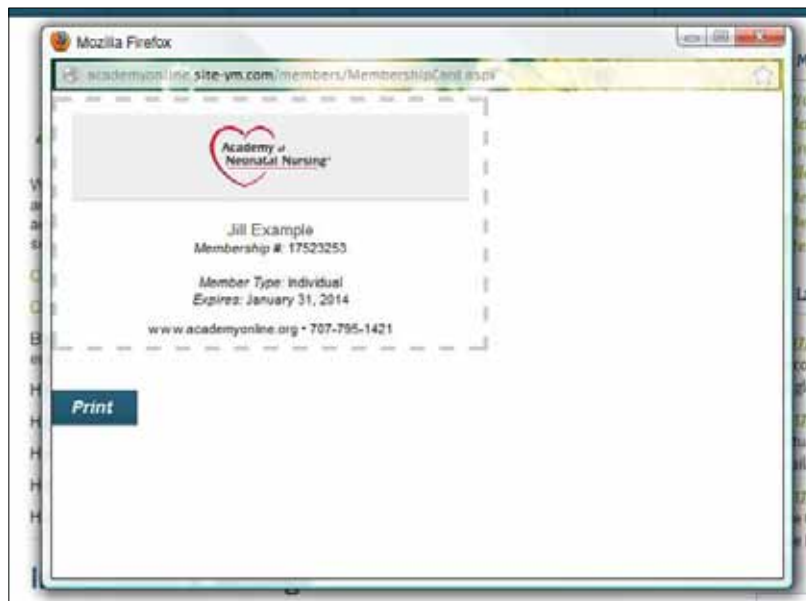 Mozilla Firefox
academyonline.site-ym.com/members/MembershipCard.aspx
Academy of
Neonatal Nursing
Jill Example
Membership #: 17523253
Member Type: Individual
Expires: January 31, 2014
www.academyonline.org • 707-795-1421
Print